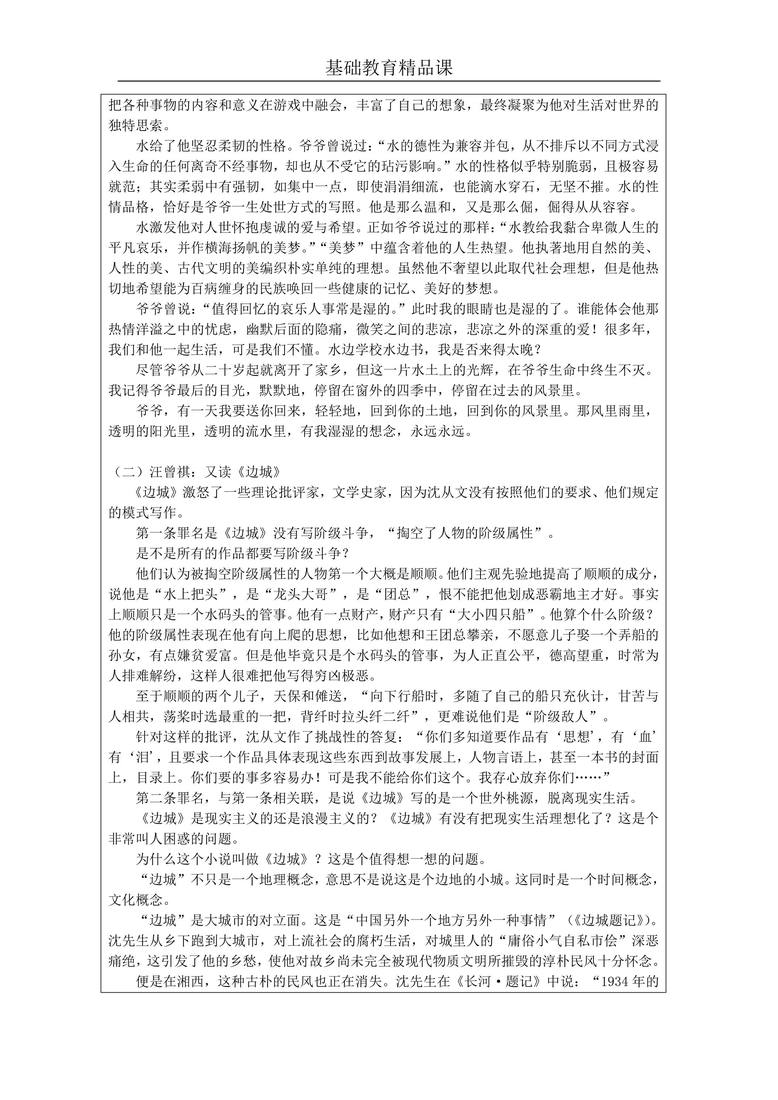 基础教育精品课
把各种事物的内容和意义在游戏中融会，丰富了自己的想象，最终凝聚为他对生活对世界的
独特思索。
水给了他坚忍柔韧的性格。爷爷曾说过：“水的德性为兼容并包，从不排斥以不同方式浸
入生命的任何离奇不经事物，却也从不受它的玷污影响。”水的性格似乎特别脆弱，且极容易
就范；其实柔弱中有强韧，如集中一点，即使涓涓细流，也能滴水穿石，无坚不摧。水的性
情品格，恰好是爷爷一生处世方式的写照。他是那么温和，又是那么倔，倔得从从容容。
水激发他对人世怀抱虔诚的爱与希望。正如爷爷说过的那样：“水教给我黏合卑微人生的
平凡哀乐，并作横海扬帆的美梦。”“美梦”中蕴含着他的人生热望。他执著地用自然的美、
人性的美、古代文明的美编织朴实单纯的理想。虽然他不奢望以此取代社会理想，但是他热
切地希望能为百病缠身的民族唤回一些健康的记忆、美好的梦想。
爷爷曾说：“值得回忆的哀乐人事常是湿的。”此时我的眼睛也是湿的了。谁能体会他那
热情洋溢之中的忧虑，幽默后面的隐痛，微笑之间的悲凉，悲凉之外的深重的爱！很多年，
我们和他一起生活，可是我们不懂。水边学校水边书，我是否来得太晚？
尽管爷爷从二十岁起就离开了家乡，但这一片水土上的光辉，在爷爷生命中终生不灭。
我记得爷爷最后的目光，默默地，停留在窗外的四季中，停留在过去的风景里。
爷爷，有一天我要送你回来，轻轻地，回到你的土地，回到你的风景里。那风里雨里，
透明的阳光里，透明的流水里，有我湿湿的想念，永远永远。
（二）汪曾祺：又读《边城》
《边城》激怒了一些理论批评家，文学史家，因为沈从文没有按照他们的要求、他们规定
的模式写作。
第一条罪名是《边城》没有写阶级斗争，“掏空了人物的阶级属性”。
是不是所有的作品都要写阶级斗争？
他们认为被掏空阶级属性的人物第一个大概是顺顺。他们主观先验地提高了顺顺的成分，
说他是“水上把头”，是“龙头大哥”，是“团总”，恨不能把他划成恶霸地主才好。事实
上顺顺只是一个水码头的管事。他有一点财产，财产只有“大小四只船”。他算个什么阶级？
他的阶级属性表现在他有向上爬的思想，比如他想和王团总攀亲，不愿意儿子娶一个弄船的
孙女，有点嫌贫爱富。但是他毕竟只是个水码头的管事，为人正直公平，德高望重，时常为
人排难解纷，这样人很难把他写得穷凶极恶。
至于顺顺的两个儿子，天保和傩送，“向下行船时，多随了自己的船只充伙计，甘苦与
人相共，荡桨时选最重的一把，背纤时拉头纤二纤”，更难说他们是“阶级敌人”。
针对这样的批评，沈从文作了挑战性的答复：“你们多知道要作品有‘思想’，有‘血’
有‘泪’，且要求一个作品具体表现这些东西到故事发展上，人物言语上，甚至一本书的封面
上，目录上。你们要的事多容易办！可是我不能给你们这个。我存心放弃你们……”
第二条罪名，与第一条相关联，是说《边城》写的是一个世外桃源，脱离现实生活。
《边城》是现实主义的还是浪漫主义的？《边城》有没有把现实生活理想化了？这是个
非常叫人困惑的问题。
为什么这个小说叫做《边城》？这是个值得想一想的问题。
“边城”不只是一个地理概念，意思不是说这是个边地的小城。这同时是一个时间概念，
文化概念。
“边城”是大城市的对立面。这是“中国另外一个地方另外一种事情”（《边城题记》）。
沈先生从乡下跑到大城市，对上流社会的腐朽生活，对城里人的“庸俗小气自私市侩”深恶
痛绝，这引发了他的乡愁，使他对故乡尚未完全被现代物质文明所摧毁的淳朴民风十分怀念。
便是在湘西，这种古朴的民风也正在消失。沈先生在《长河·题记》中说：“1934 年的